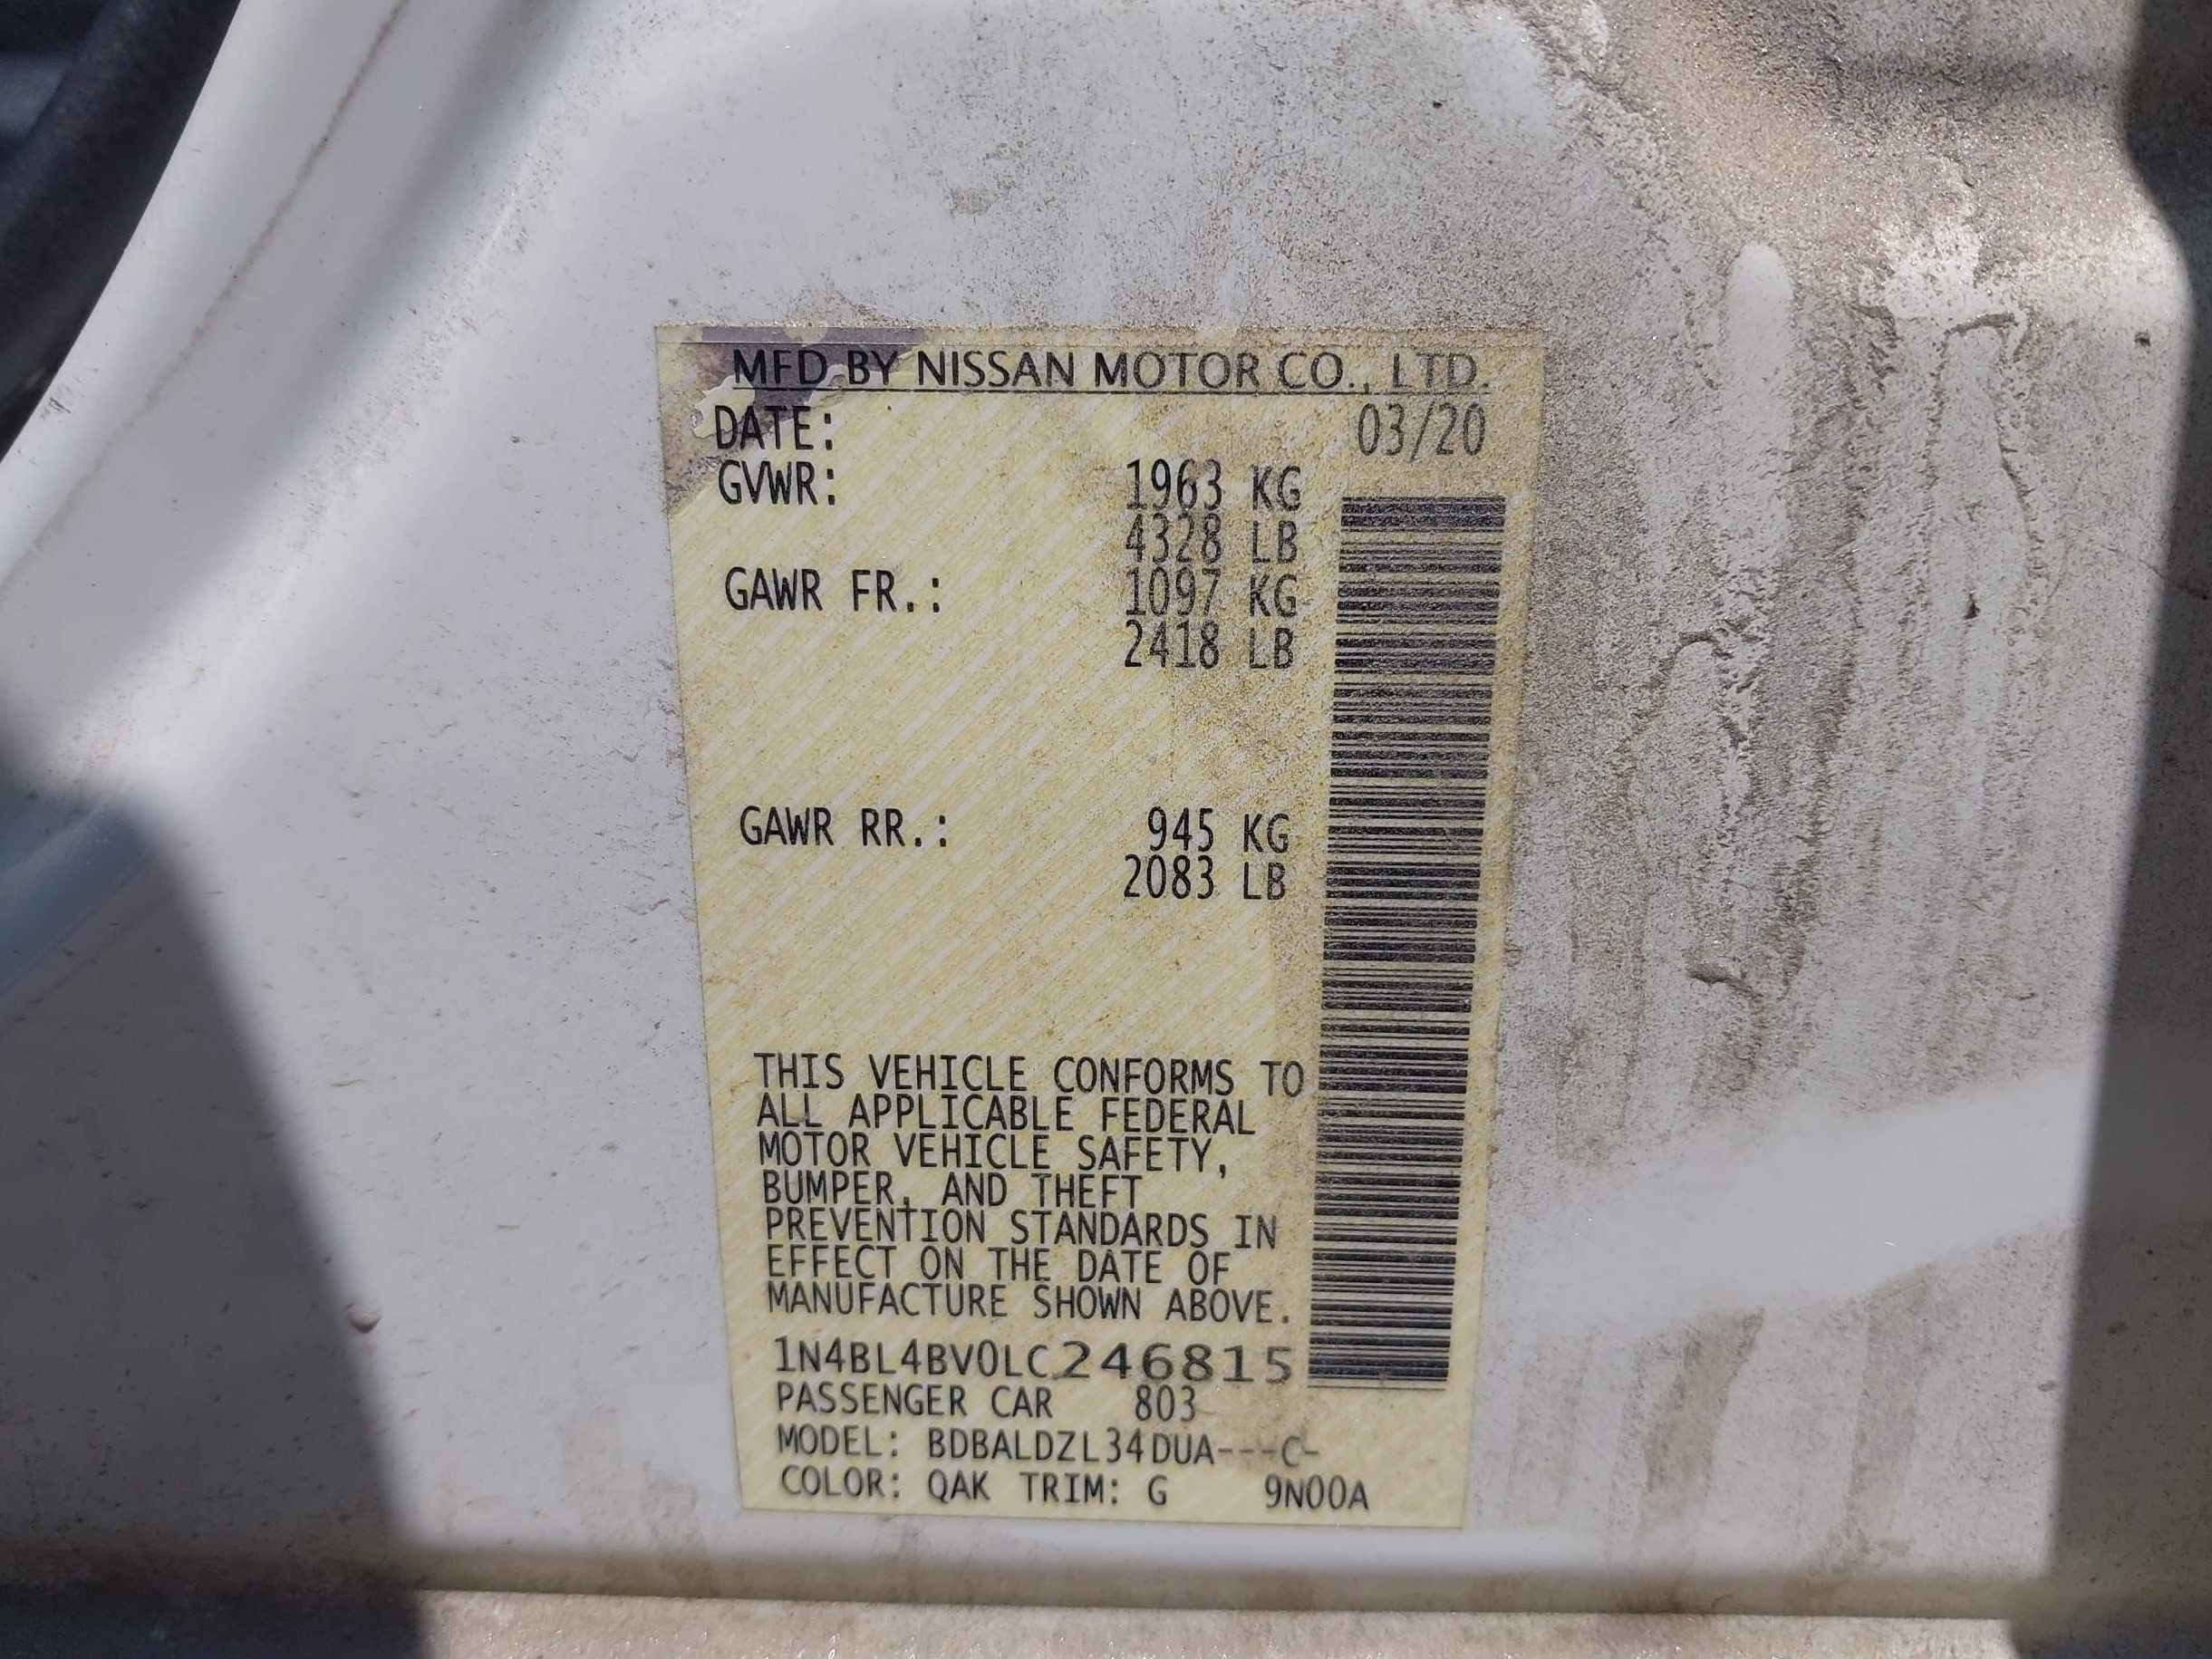 MFD BY NISSAN MOTOR CO., LTD.
DATE: 03/20
GVWR: 1963 KG
4328 LB
GAWR FR.: 1097 KG
2418 LB
GAWR RR.: 945 KG
2083 LB
THIS VEHICLE CONFORMS TO
ALL APPLICABLE FEDERAL
MOTOR VEHICLE SAFETY,
BUMPER, AND THEFT
PREVENTION STANDARDS IN
EFFECT ON THE DATE OF
MANUFACTURE SHOWN ABOVE.
1N4BL4BV0LC246815
PASSENGER CAR 803
MODEL: BDBALDZL34DUA---C-
COLOR: QAK TRIM: G 9N00A